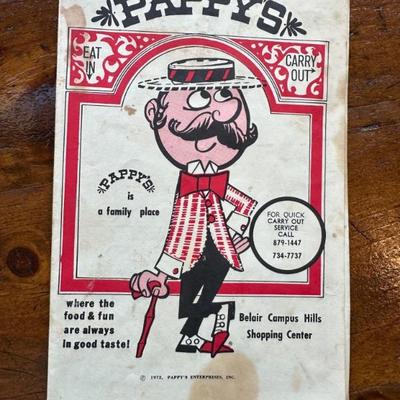 PAPPY'S
EAT
IN
CARRY
OUT
PAPPY'S
is
a family place
FOR QUICK
CARRY OUT
SERVICE
CALL
879-1447
734-7737
where the
food & fun
are always
in good taste!
Belair Campus Hills
Shopping Center
© 1972, PAPPY'S ENTERPRISES, INC.